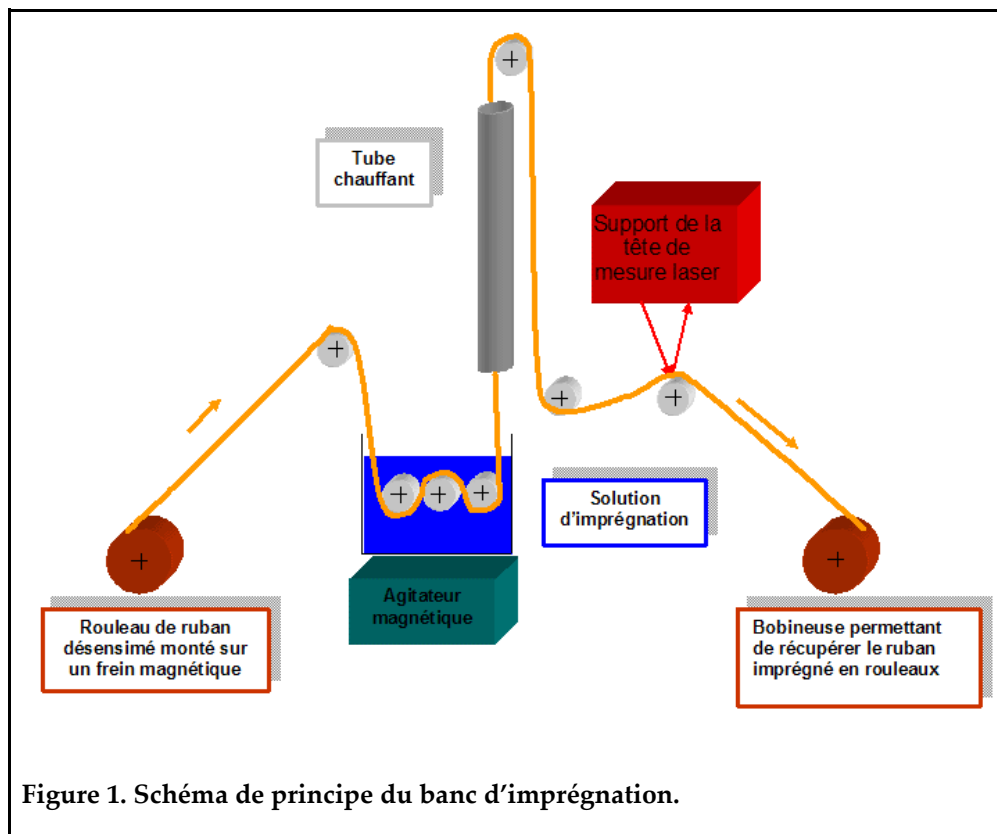 Tube
chauffant
Support de la
tête de
mesure laser
Solution
d'imprégnation
Agitateur
magnétique
Rouleau de ruban
désensimé monté sur
un frein magnétique
Bobineuse permettant
de récupérer le ruban
imprégné en rouleaux
Figure 1. Schéma de principe du banc d'imprégnation.